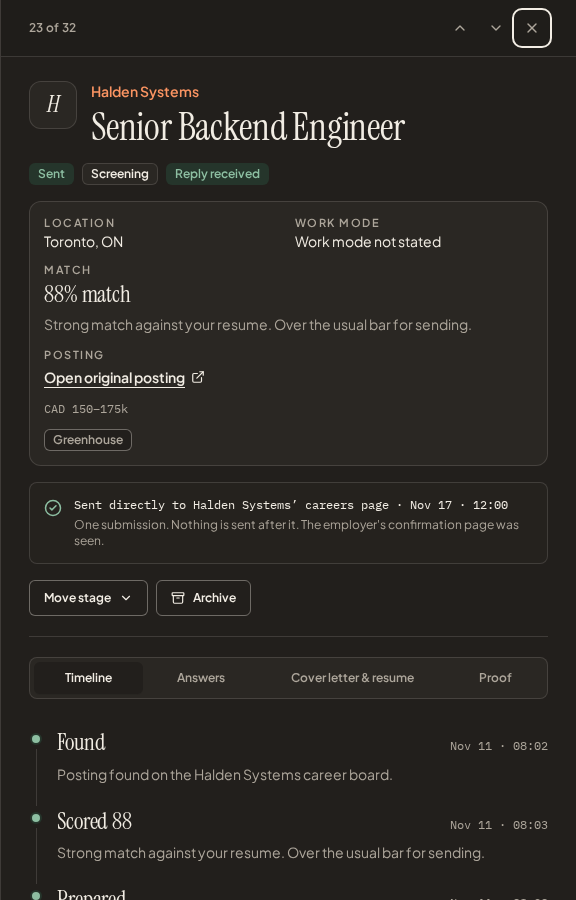 23 of 32
H
Halden Systems
Senior Backend Engineer
Sent
Screening
Reply received
LOCATION
WORK MODE
Toronto, ON
Work mode not stated
MATCH
88% match
Strong match against your resume. Over the usual bar for sending.
POSTING
Open original posting
CAD 150–175k
Greenhouse
Sent directly to Halden Systems’ careers page · Nov 17 · 12:00
One submission. Nothing is sent after it. The employer's confirmation page was
seen.
Move stage
Archive
Timeline
Answers
Cover letter & resume
Proof
Found
Nov 11 · 08:02
Posting found on the Halden Systems career board.
Scored 88
Nov 11 · 08:03
Strong match against your resume. Over the usual bar for sending.
Prepared